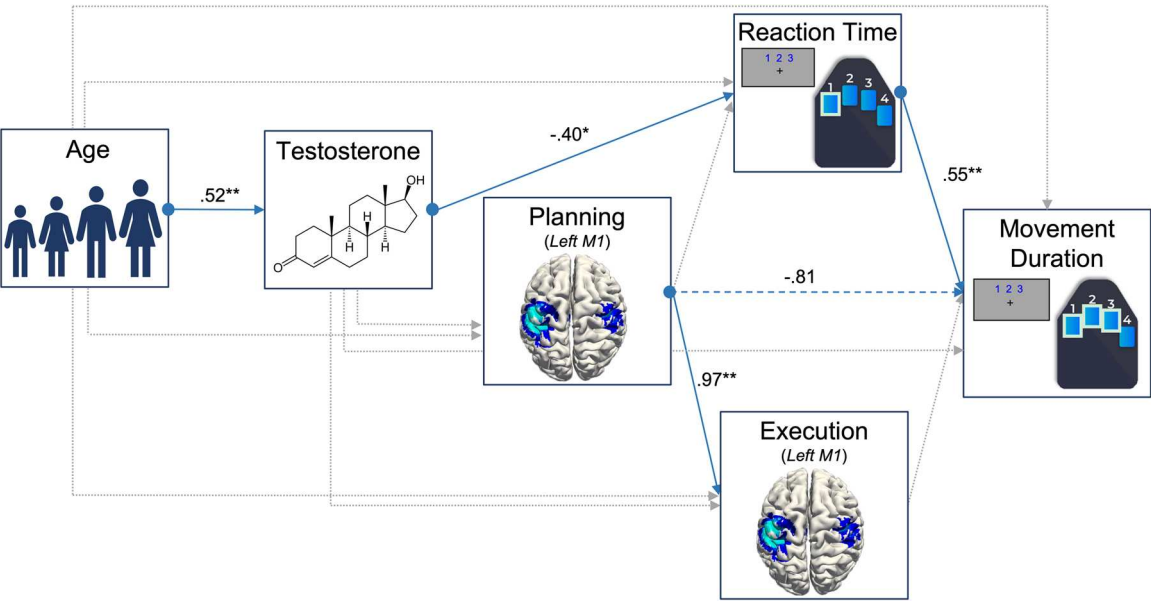 Age
.52**
Testosterone
OH
H
H
H
O
-.40*
Planning
(Left M1)
Reaction Time
1 2 3
+
1
2
3
4
.55**
-.81
.97**
Execution
(Left M1)
Movement
Duration
1 2 3
+
1
2
3
4